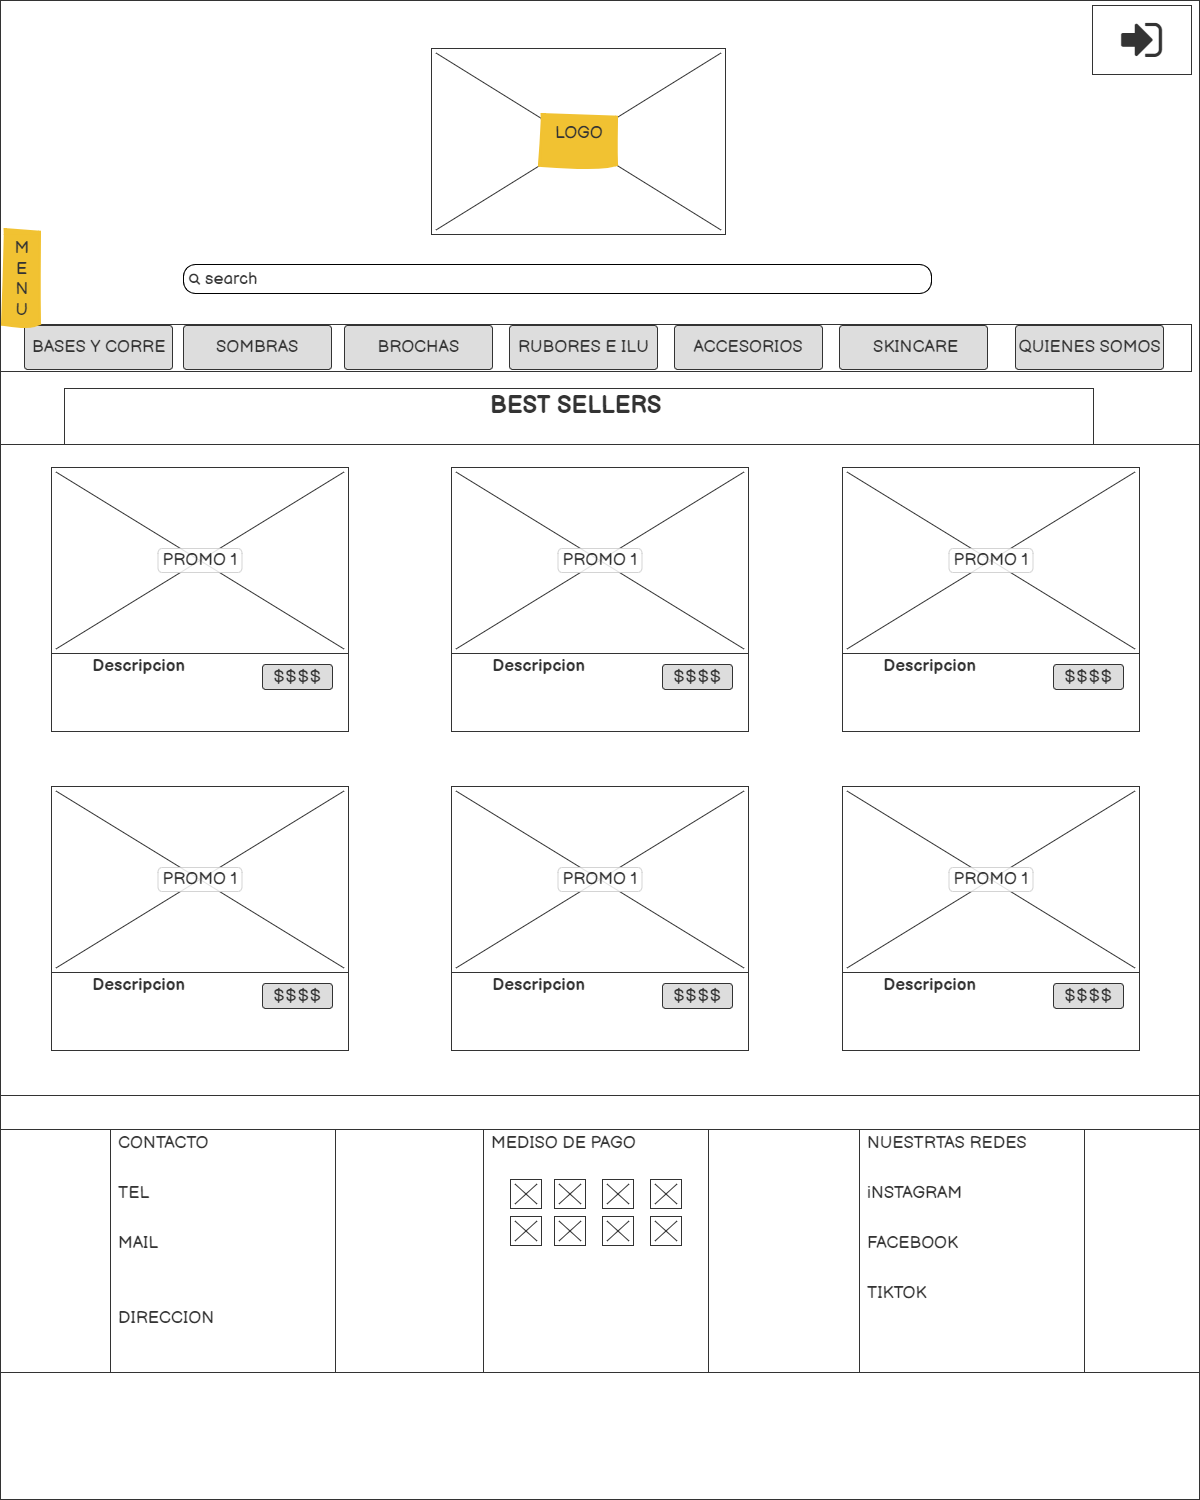 LOGO
M
E
N
U
search
BASES Y CORRE
SOMBRAS
BROCHAS
RUBORES E ILU
ACCESORIOS
SKINCARE
QUIENES SOMOS
BEST SELLERS
PROMO 1
PROMO 1
PROMO 1
Descripcion
$$$$
Descripcion
$$$$
Descripcion
$$$$
PROMO 1
PROMO 1
PROMO 1
Descripcion
$$$$
Descripcion
$$$$
Descripcion
$$$$
CONTACTO
TEL
MAIL
DIRECCION
MEDISO DE PAGO
NUESTRTAS REDES
iNSTAGRAM
FACEBOOK
TIKTOK